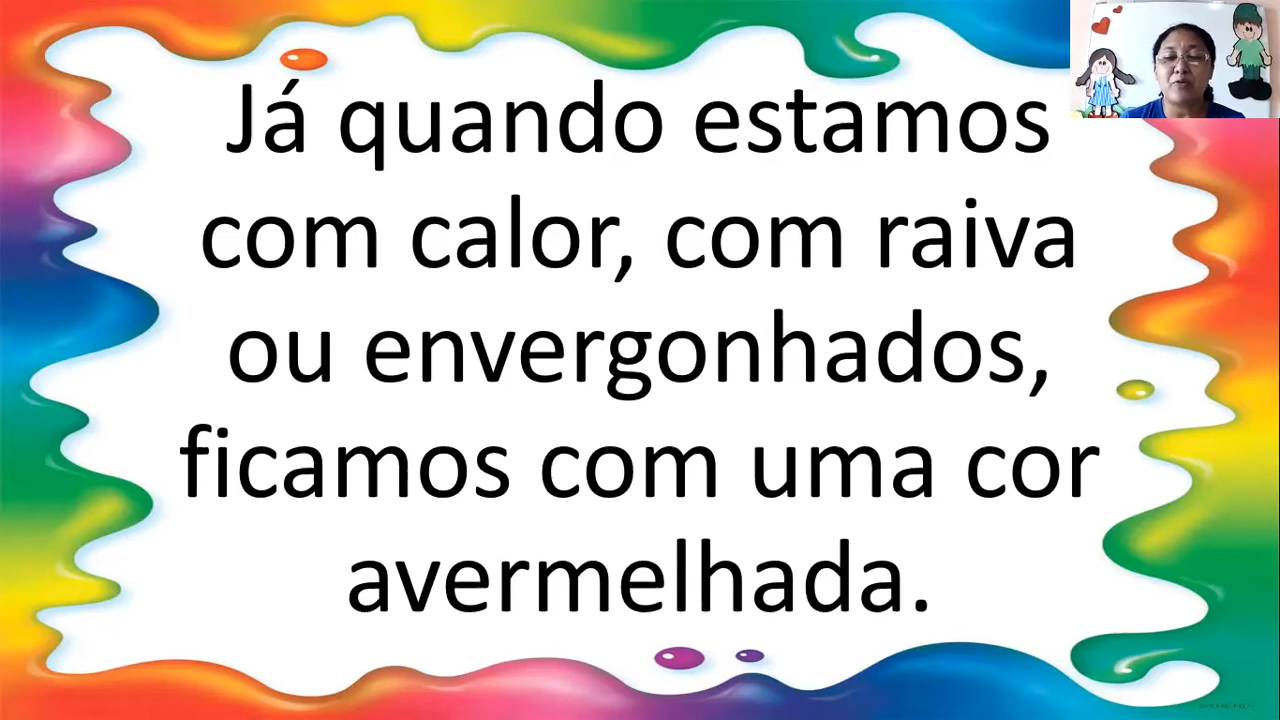 Já quando estamos
com calor, com raiva
ou envergonhados,
ficamos com uma cor
avermelhada.